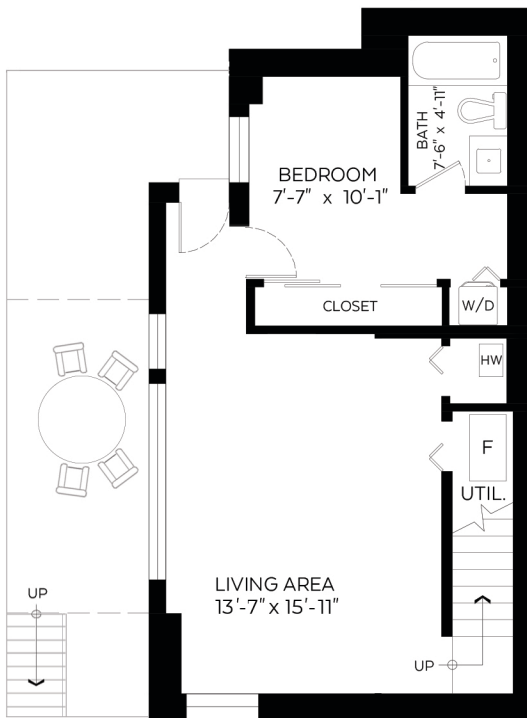 BATH
7'-6" x 4'-11"
BEDROOM
7'-7" x 10'-1"
CLOSET
W/D
HW
F
UTIL.
LIVING AREA
13'-7" x 15'-11"
UP
UP